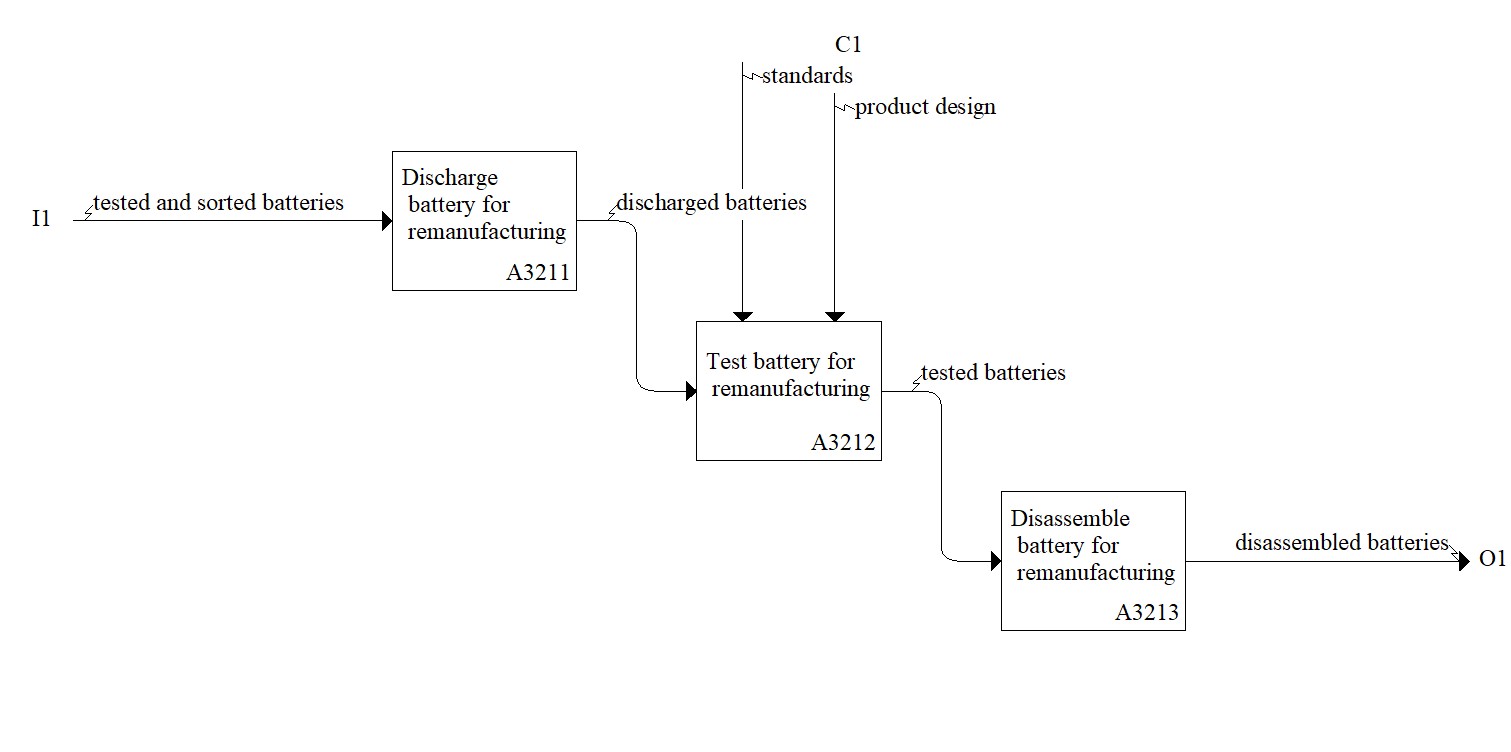 C1
standards
product design
Discharge
battery for
remanufacturing
A3211
tested and sorted batteries
I1
discharged batteries
Test battery for
remanufacturing
A3212
tested batteries
Disassemble
battery for
remanufacturing
A3213
disassembled batteries
O1